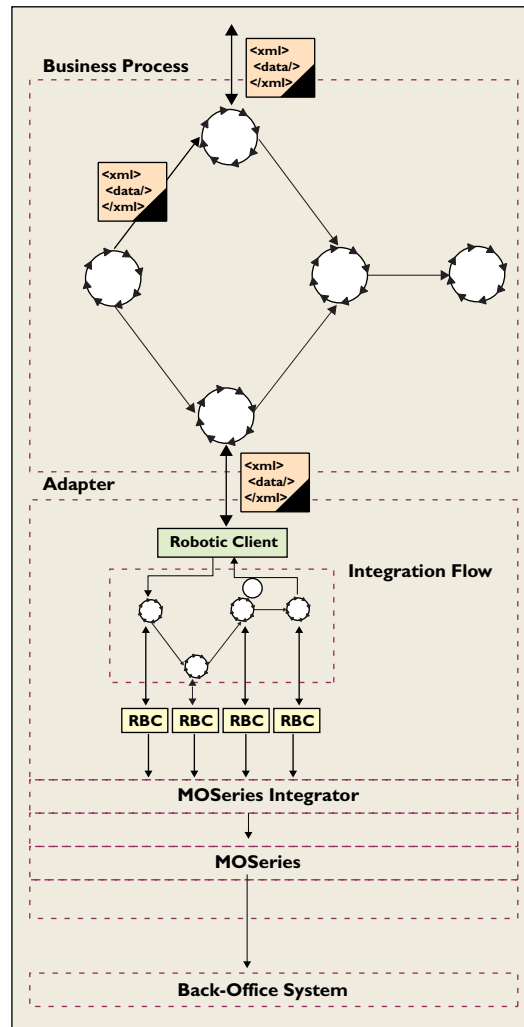 <xml>
<data/>
</xml>
Business Process
<xml>
<data/>
</xml>
<xml>
<data/>
</xml>
Adapter
Robotic Client
Integration Flow
RBC RBC RBC RBC
MOSeries Integrator
MOSeries
Back-Office System